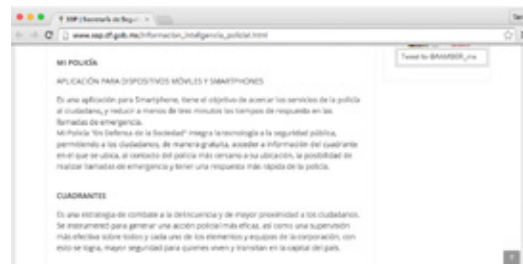 SSP | Secretaría de Segur
www.ssp.df.gob.mx/informacion_inteligencia_policial.html
MI POLICÍA
Tweets by @AAMBER_mx
APLICACIÓN PARA DISPOSITIVOS MÓVILES Y SMARTPHONES
Es una aplicación para Smartphone, tiene el objetivo de acercar los servicios de la policía
al ciudadano, y reducir a menos de tres minutos los tiempos de respuesta en las
llamadas de emergencia.
Mi Policía "En Defensa de la Sociedad" integra la tecnología a la seguridad pública,
permitiendo a los ciudadanos, de manera gratuita, acceder a información del cuadrante
en el que se ubica, al contacto del policía más cercano a su ubicación, la posibilidad de
realizar llamadas de emergencia y tener una respuesta más rápida de la policía.
CUADRANTES
Es una estrategia de combate a la delincuencia y de mayor proximidad a los ciudadanos.
Se instrumentó para generar una acción policial más eficaz, así como una supervisión
más efectiva sobre todos y cada uno de los elementos y equipos de la corporación, con
esto se logra, mayor seguridad para quienes viven y transitan en la capital del país.